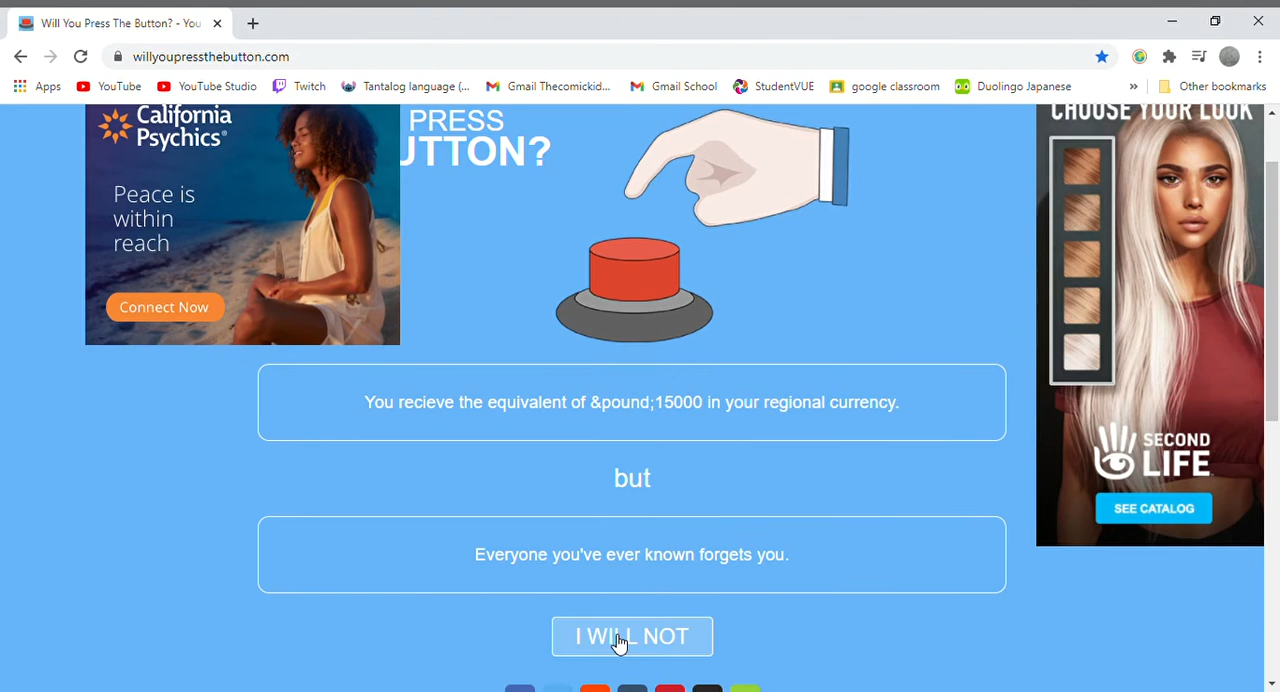 Will You Press The Button? - You
willyoupressthebutton.com
Apps
YouTube
YouTube Studio
Twitch
Tantalog language (...
Gmail Thecomickid...
Gmail School
StudentVUE
google classroom
Duolingo Japanese
»
Other bookmarks
California
Psychics®
Peace is
within
reach
Connect Now
PRESS
UTTON?
CHOOSE YOUR LOOK
SECOND
LIFE
SEE CATALOG
You recieve the equivalent of &pound;15000 in your regional currency.
but
Everyone you've ever known forgets you.
I WILL NOT